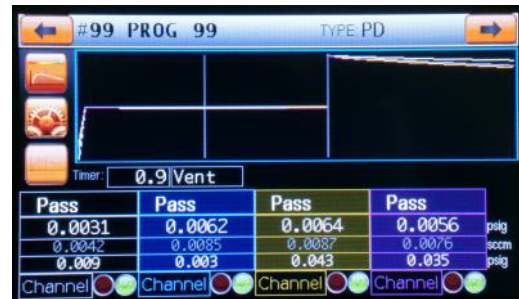 #99 PROG 99 TYPE PD
Timer: 0.9 Vent
Pass Pass Pass Pass
0.0031 0.0062 0.0064 0.0056 psig
0.0042 0.0085 0.0087 0.0076 sccm
0.009 0.003 0.043 0.035 psig
Channel Channel Channel Channel